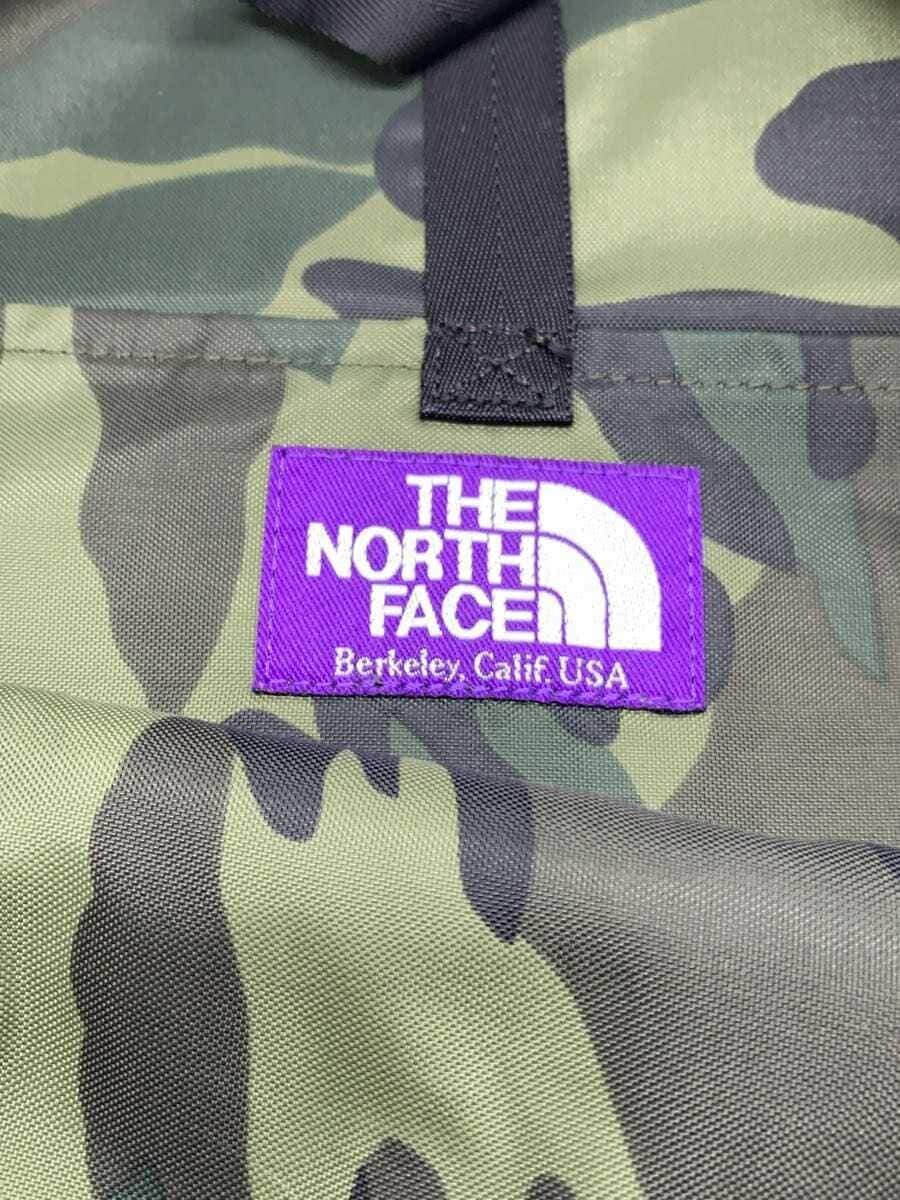 THE
NORTH
FACE
Berkeley, Calif. USA